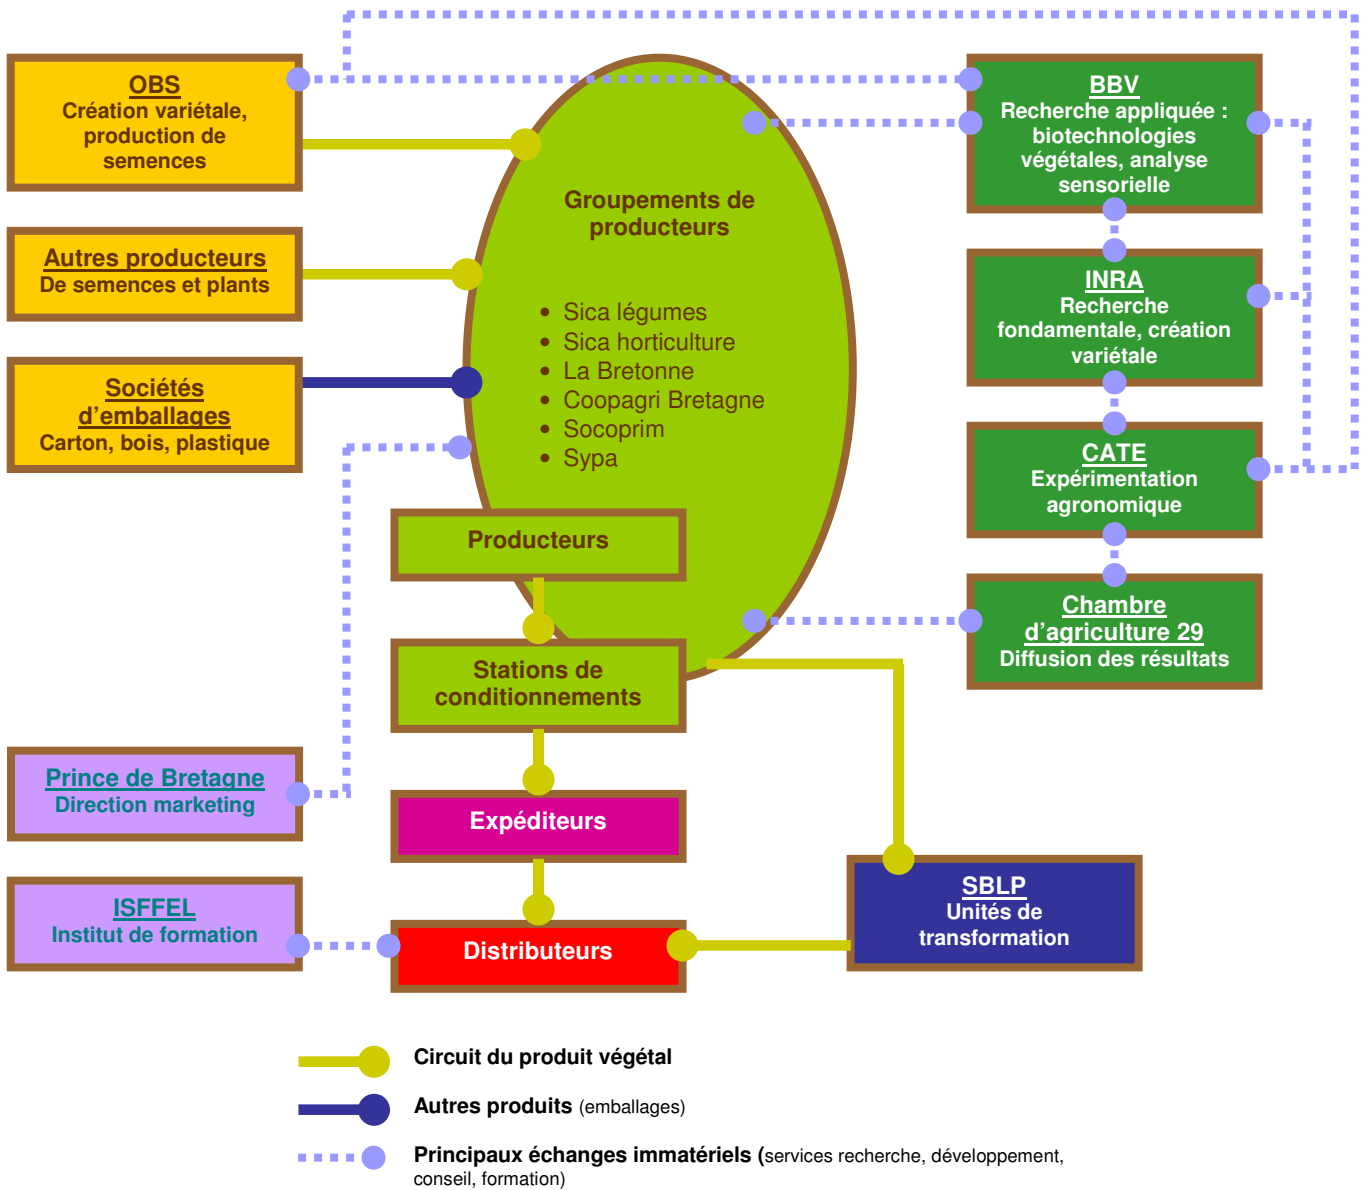 OBS
Création variétale,
production de
semences
Autres producteurs
De semences et plants
Sociétés
d’emballages
Carton, bois, plastique
Groupements de
producteurs
• Sica légumes
• Sica horticulture
• La Bretonne
• Coopagri Bretagne
• Socoprim
• Sypa
Producteurs
Stations de
conditionnements
Expéditeurs
Distributeurs
BBV
Recherche appliquée :
biotechnologies
végétales, analyse
sensorielle
INRA
Recherche
fondamentale, création
variétale
CATE
Expérimentation
agronomique
Chambre
d’agriculture 29
Diffusion des résultats
Prince de Bretagne
Direction marketing
ISFFEL
Institut de formation
SBLP
Unités de
transformation
Circuit du produit végétal
Autres produits (emballages)
Principaux échanges immatériels (services recherche, développement,
conseil, formation)